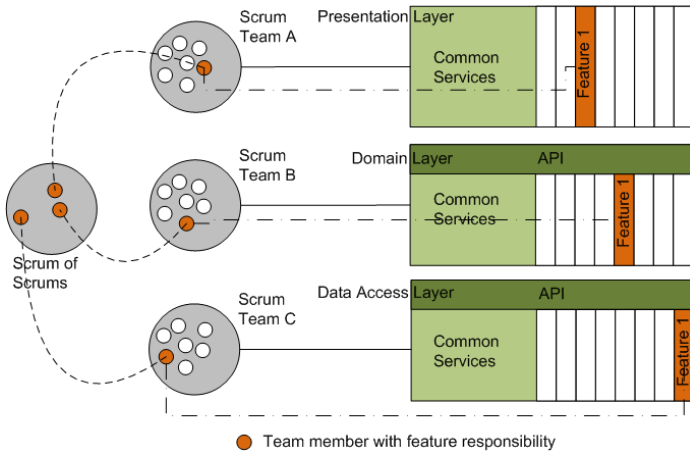 Scrum
Team A
Presentation Layer
Common
Services
Feature 1
Scrum
Team B
Domain Layer
API
Common
Services
Feature 1
Scrum of
Scrums
Scrum
Team C
Data Access Layer
API
Common
Services
Feature 1
Team member with feature responsibility